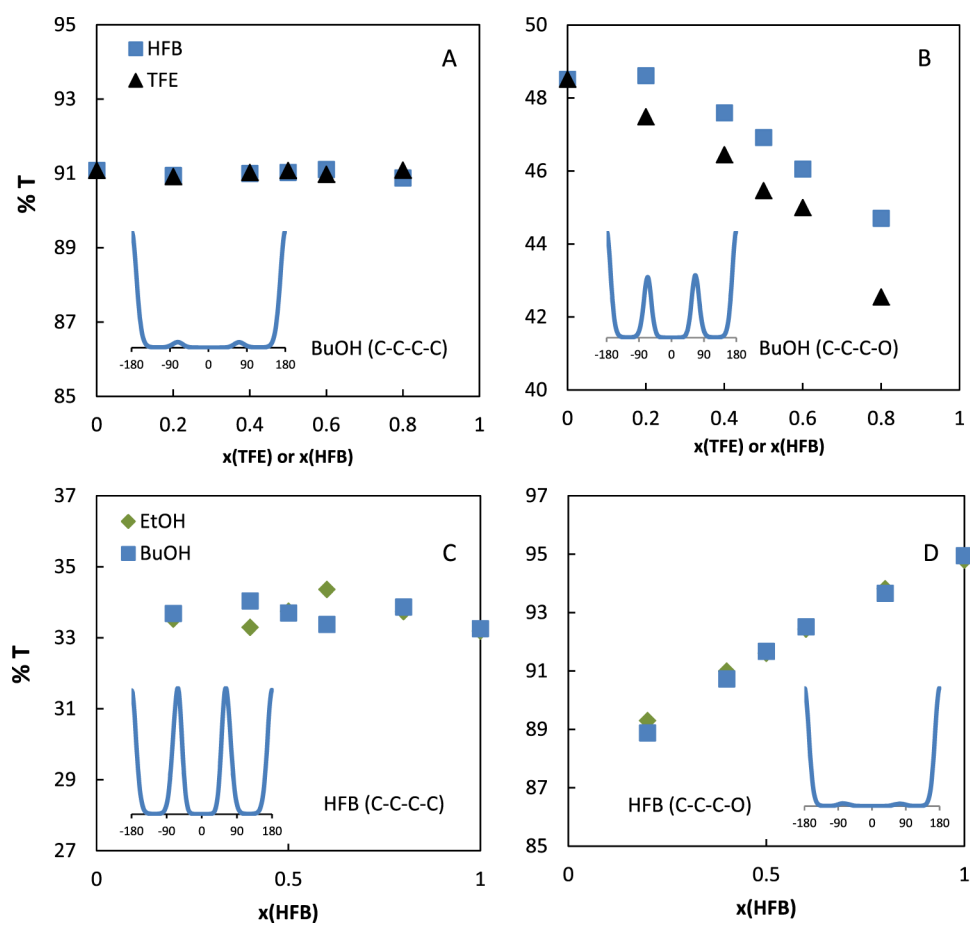 95
93
91
89
87
85
% T
HFB
TFE
A
-180 -90 0 90 180
BuOH (C-C-C-C)
0 0.2 0.4 0.6 0.8 1
x(TFE) or x(HFB)
50
48
46
44
42
40
B
-180 -90 0 90 180
BuOH (C-C-C-O)
0 0.2 0.4 0.6 0.8 1
x(TFE) or x(HFB)
37
35
33
31
29
27
% T
EtOH
BuOH
C
HFB (C-C-C-C)
-180 -90 0 90 180
0 0.5 1
x(HFB)
97
95
93
91
89
87
85
D
HFB (C-C-C-O)
-180 -90 0 90 180
0 0.5 1
x(HFB)